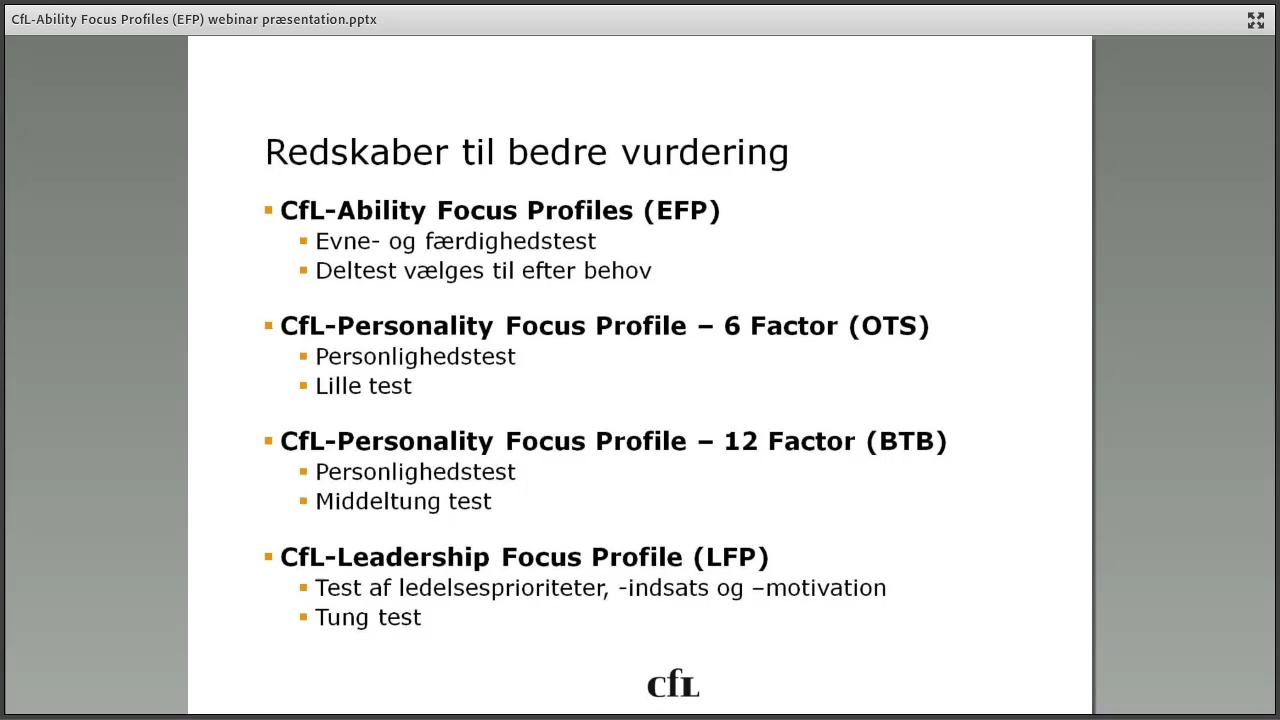 CfL-Ability Focus Profiles (EFP) webinar præsentation.pptx
Redskaber til bedre vurdering
CfL-Ability Focus Profiles (EFP)
Evne- og færdighedstest
Deltest vælges til efter behov
CfL-Personality Focus Profile – 6 Factor (OTS)
Personlighedstest
Lille test
CfL-Personality Focus Profile – 12 Factor (BTB)
Personlighedstest
Middeltung test
CfL-Leadership Focus Profile (LFP)
Test af ledelsesprioriteter, -indsats og –motivation
Tung test
cfL